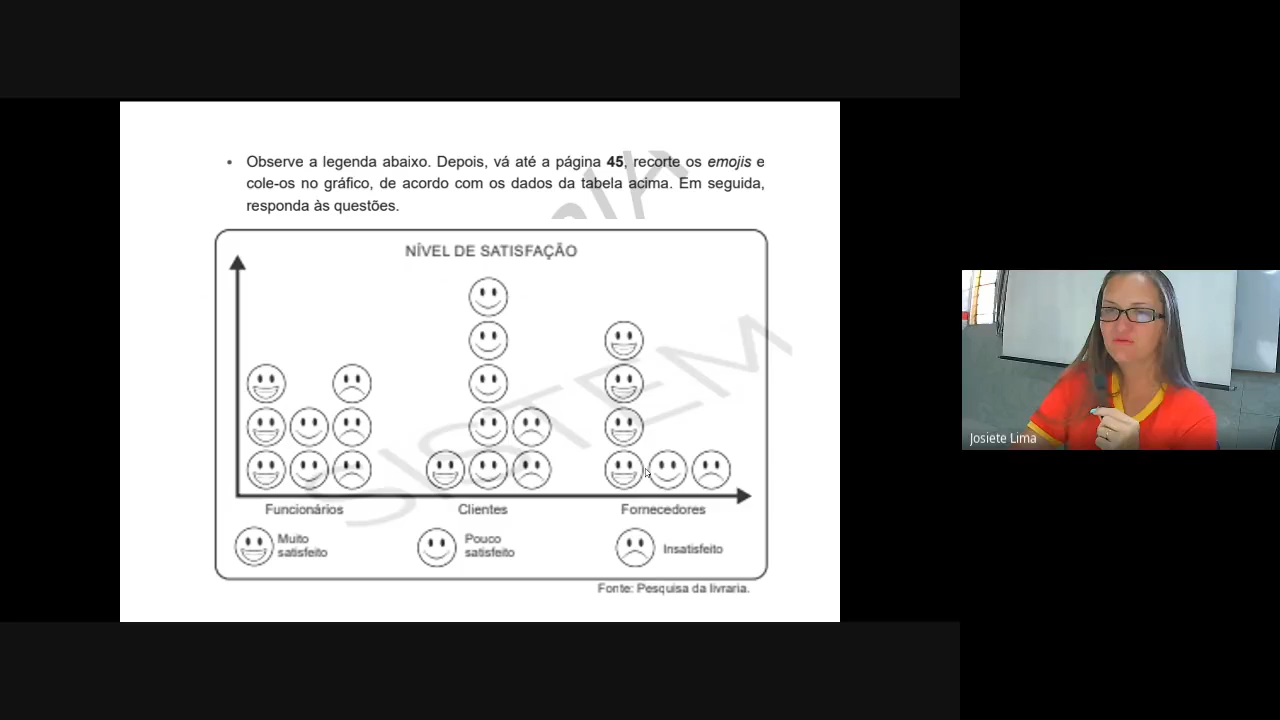 • Observe a legenda abaixo. Depois, vá até a página 45, recorte os emojis e
cole-os no gráfico, de acordo com os dados da tabela acima. Em seguida,
responda às questões.
NÍVEL DE SATISFAÇÃO
Funcionários
Clientes
Fornecedores
Muito
satisfeito
Pouco
satisfeito
Insatisfeito
Fonte: Pesquisa da livraria.
SISTEM
Josiete Lima